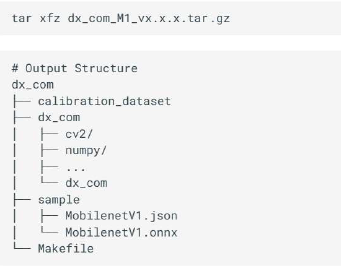 tar xfz dx_com_M1_vx.x.x.tar.gz
# Output Structure
dx_com
├── calibration_dataset
├── dx_com
│   ├── cv2/
│   ├── numpy/
│   ├── ...
│   └── dx_com
├── sample
│   ├── MobilenetV1.json
│   └── MobilenetV1.onnx
└── Makefile